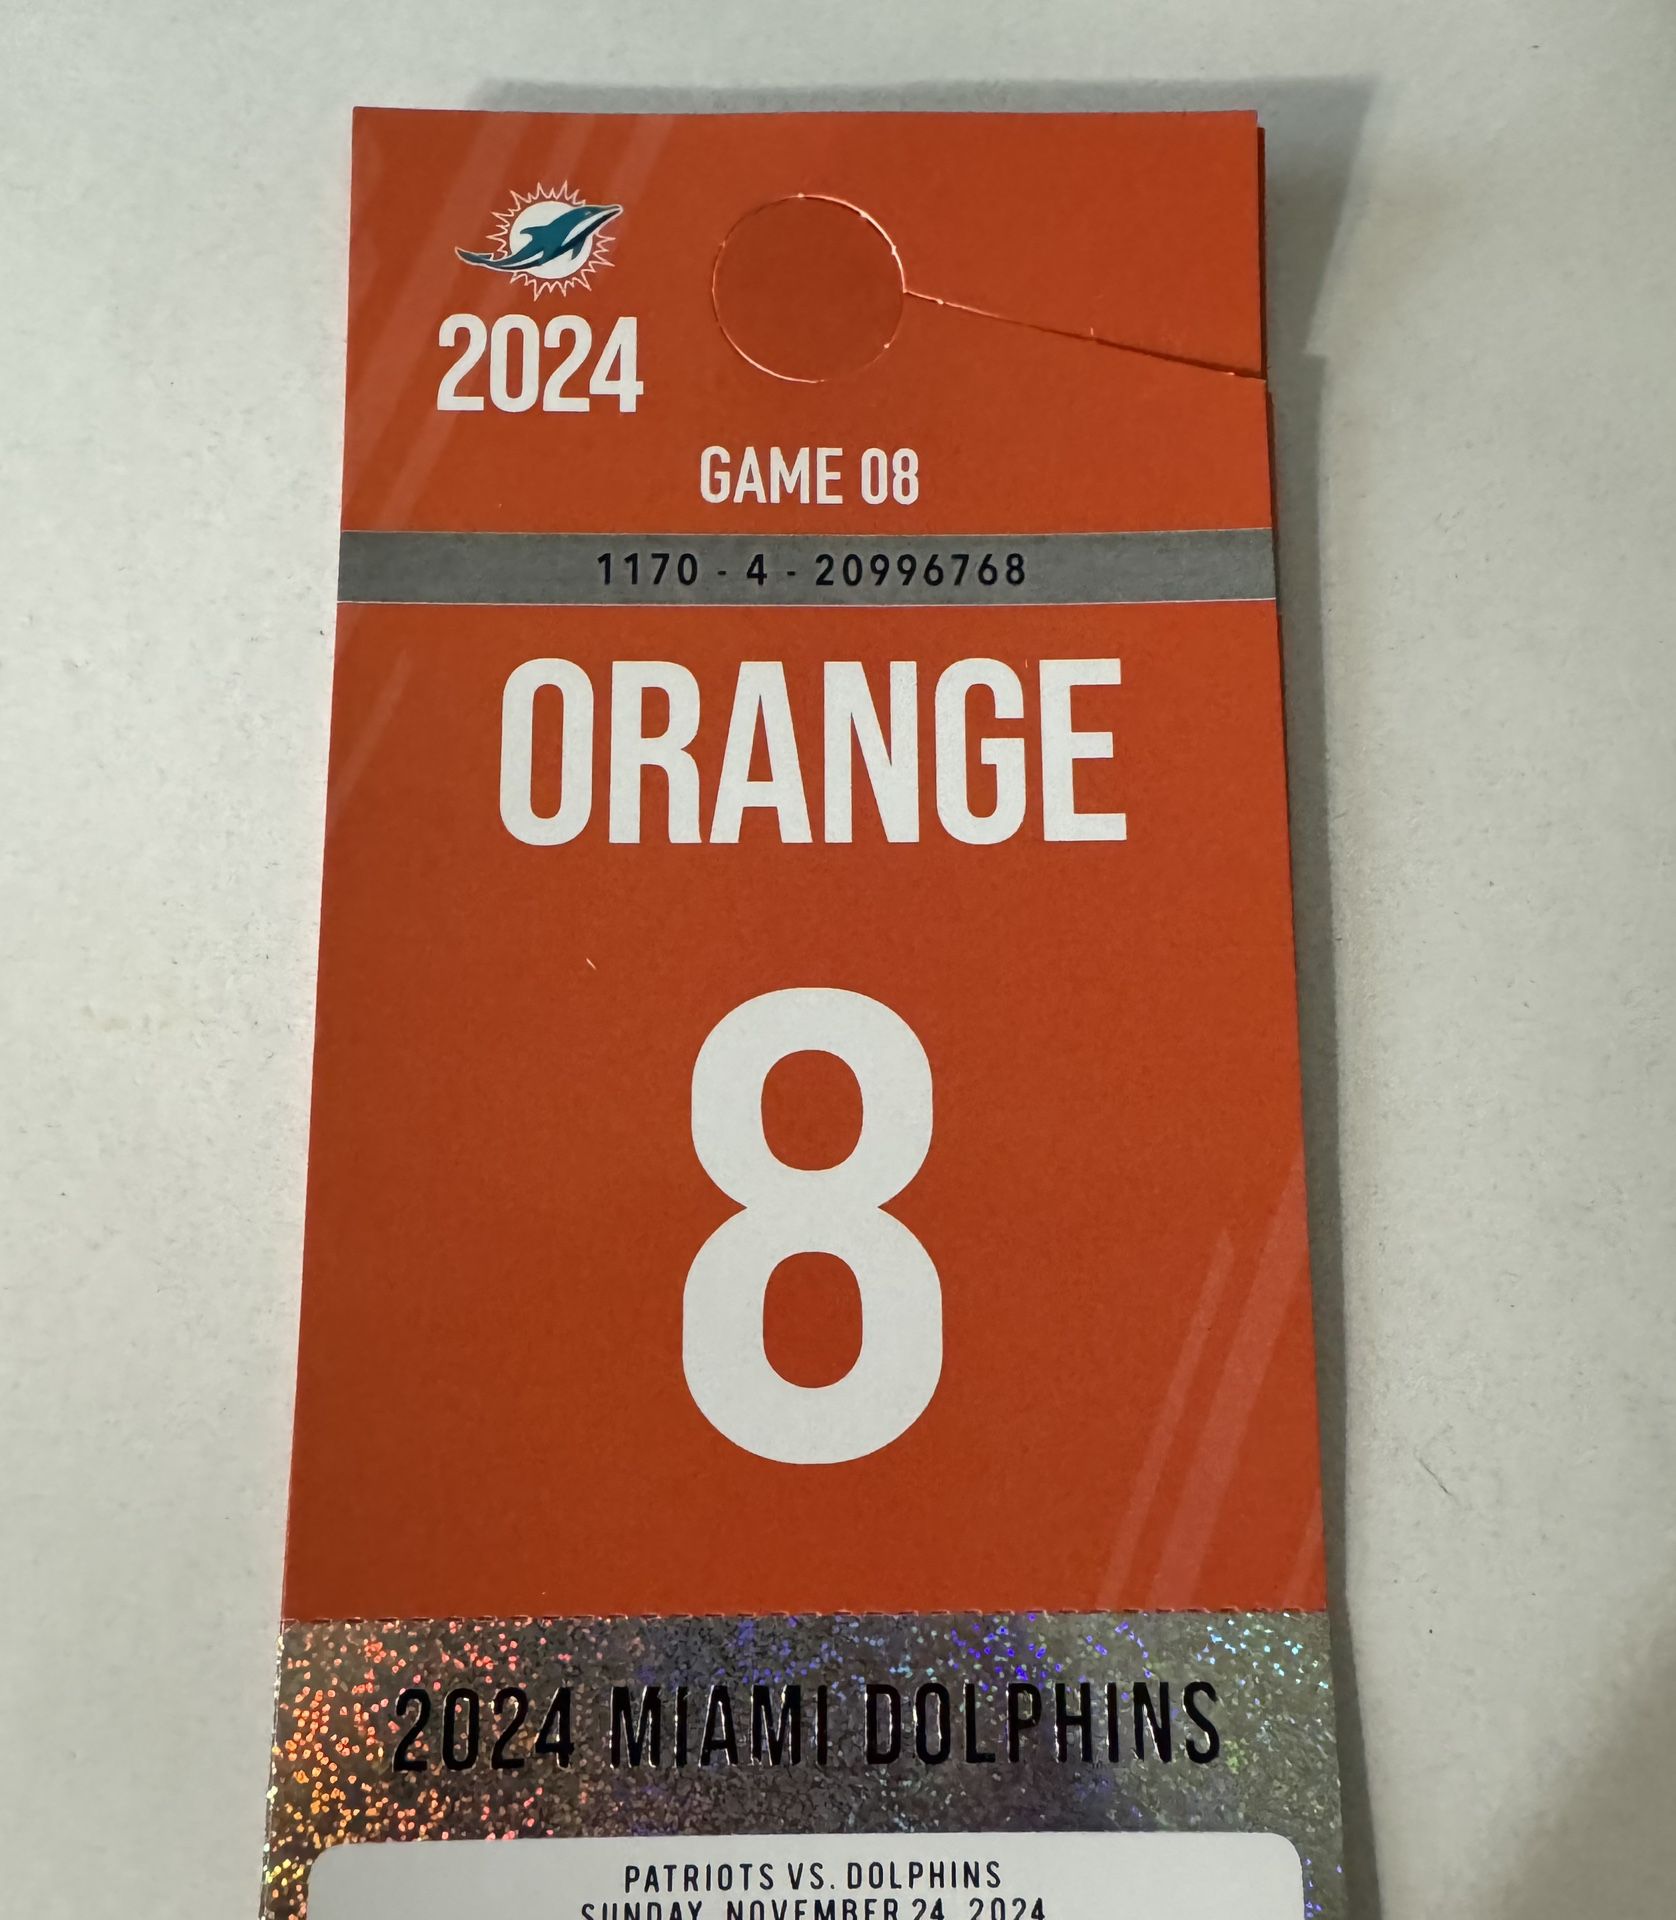 2024
GAME 08
1170 - 4 - 20996768
ORANGE
8
2024 MIAMI DOLPHINS
PATRIOTS VS. DOLPHINS
SUNDAY, NOVEMBER 24, 2024